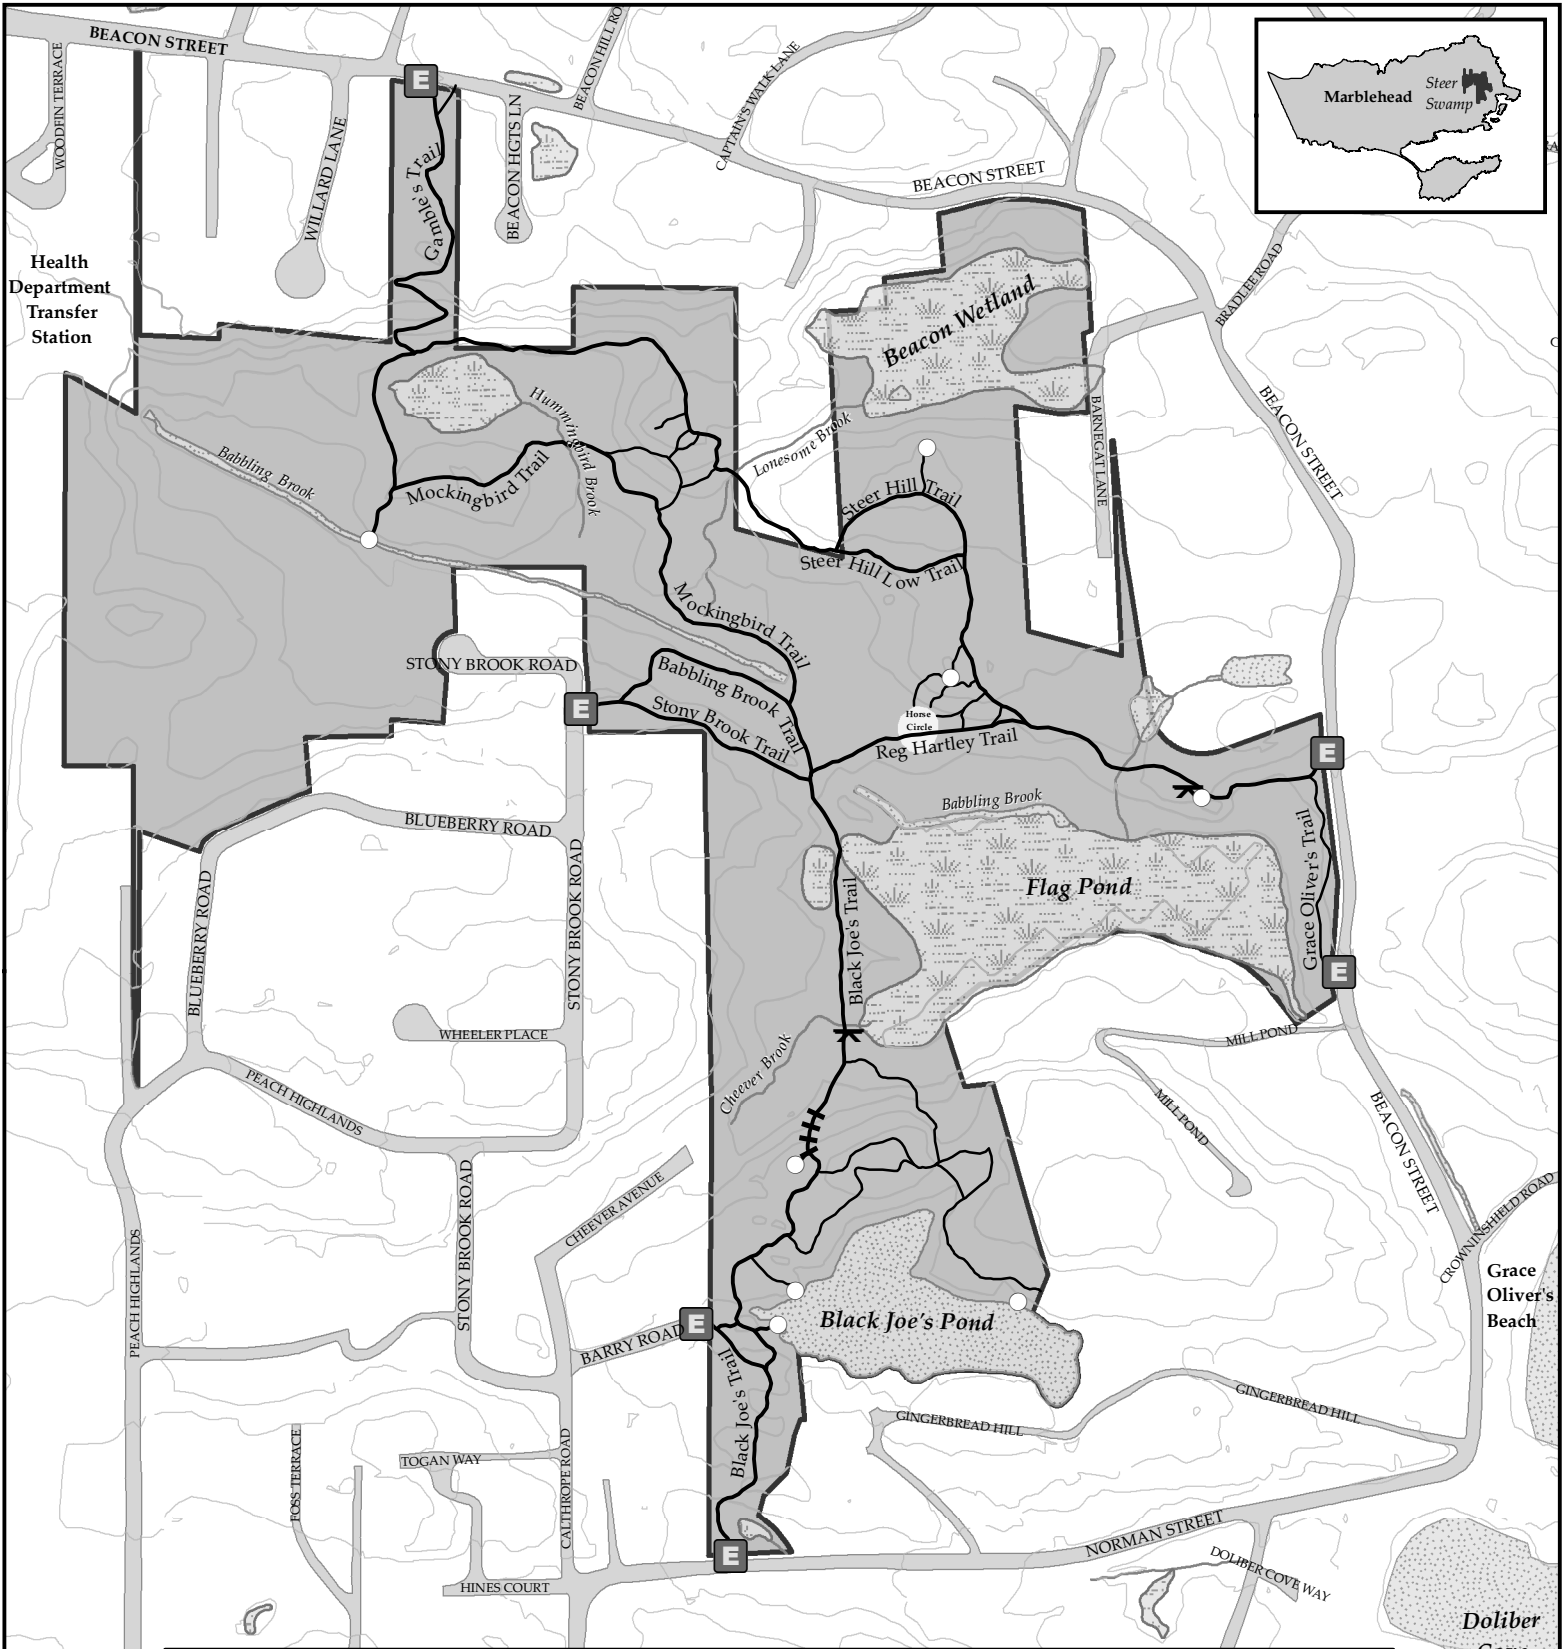 BEACON STREET
WOODFIN TERRACE
WILLARD LANE
E
Gamble's Trail
BEACON HGTS LN
BEACON HILL RO
CAPTAIN'S WALK LANE
BEACON STREET
Marblehead
Steer
Swamp
BRADLEE ROAD
Health
Department
Transfer
Station
Beacon Wetland
BARNEGAT LANE
BEACON STREET
Hummingbird Brook
Babbling Brook
Mockingbird Trail
Lonesome Brook
Steer Hill Trail
Steer Hill Low Trail
Mockingbird Trail
STONY BROOK ROAD
E
Babbling Brook Trail
Stony Brook Trail
Horse
Circle
Reg Hartley Trail
E
Babbling Brook
BLUEBERRY ROAD
BLUEBERRY ROAD
STONY BROOK ROAD
Flag Pond
Black Joe's Trail
Grace Oliver's Trail
E
WHEELER PLACE
MILL POND
MILL POND
Cheever Brook
PEACH HIGHLANDS
BEACON STREET
STONY BROOK ROAD
CHEEVER AVENUE
PEACH HIGHLANDS
CROWNINSHIELD ROAD
Grace
Oliver's
Beach
Black Joe's Pond
E
BARRY ROAD
Black Joe's Trail
GINGERBREAD HILL
GINGERBREAD HILL
TOGAN WAY
FOSS TERRACE
CALTHROPE ROAD
E
NORMAN STREET
HINES COURT
DOLIBER COVE WAY
Doliber